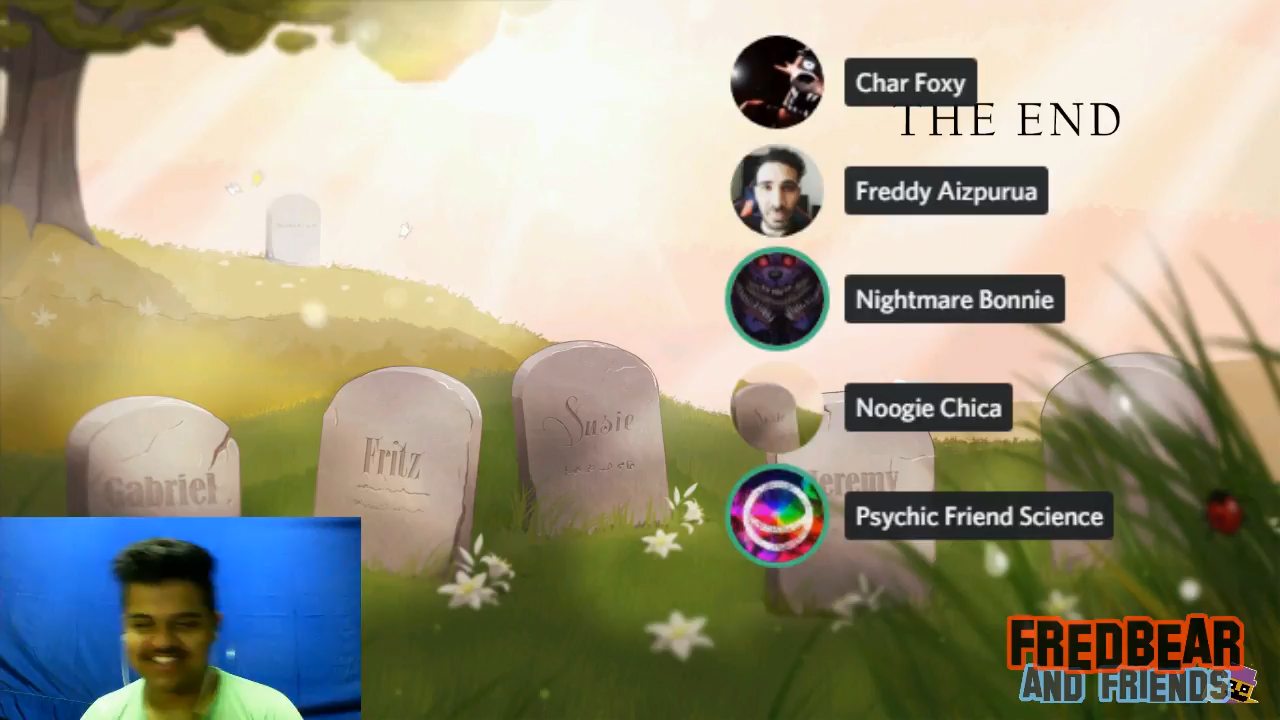 Char Foxy
THE END
Freddy Aizpurua
Nightmare Bonnie
Noogie Chica
Psychic Friend Science
Gabriel
Fritz
Susie
Jeremy
FREDBEAR
AND FRIENDS